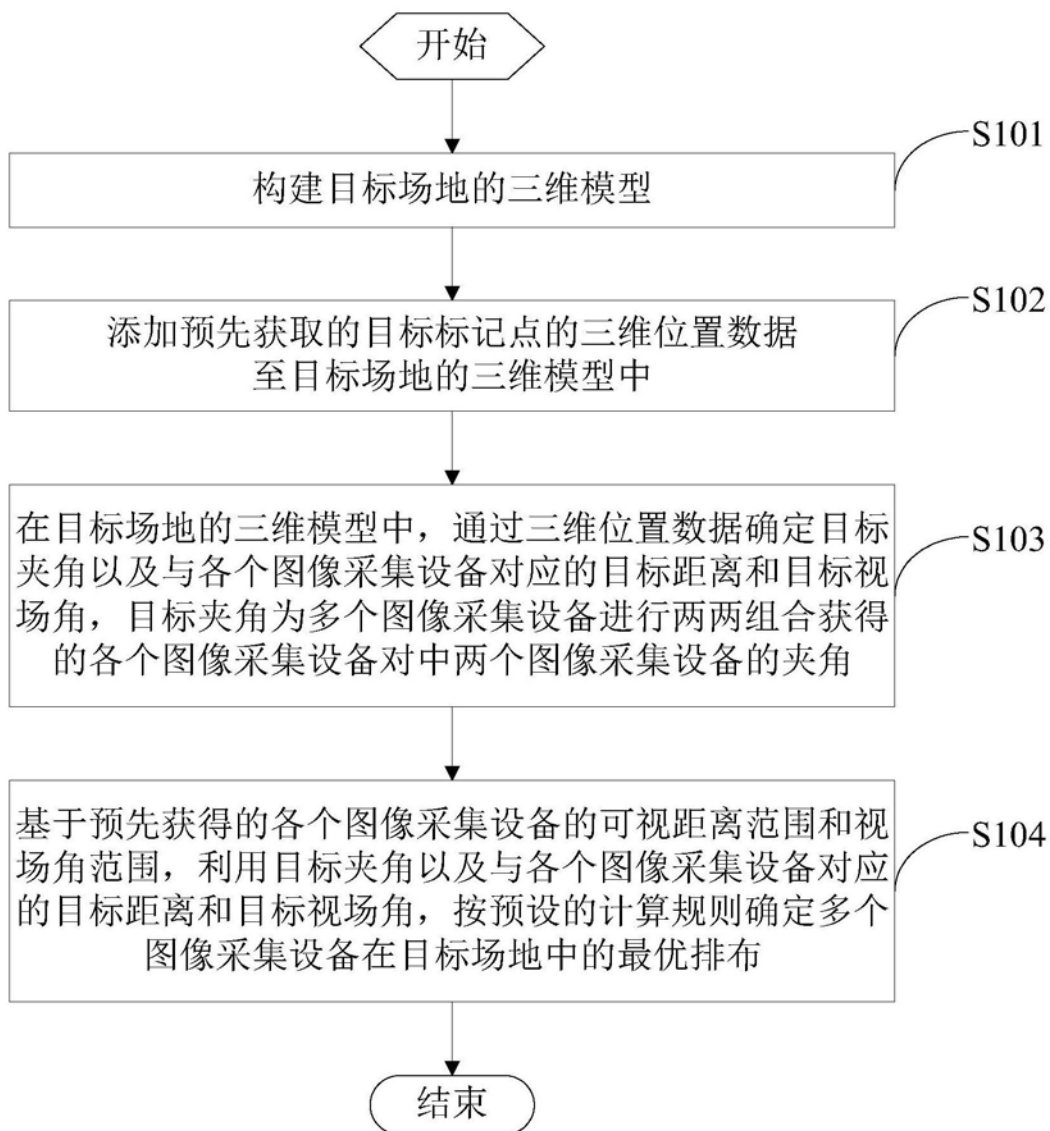 开始
S101
构建目标场地的三维模型
S102
添加预先获取的目标标记点的三维位置数据
至目标场地的三维模型中
在目标场地的三维模型中，通过三维位置数据确定目标
S103
夹角以及与各个图像采集设备对应的目标距离和目标视
场角，目标夹角为多个图像采集设备进行两两组合获得
的各个图像采集设备对中两个图像采集设备的夹角
基于预先获得的各个图像采集设备的可视距离范围和视
S104
场角范围，利用目标夹角以及与各个图像采集设备对应
的目标距离和目标视场角，按预设的计算规则确定多个
图像采集设备在目标场地中的最优排布
结束